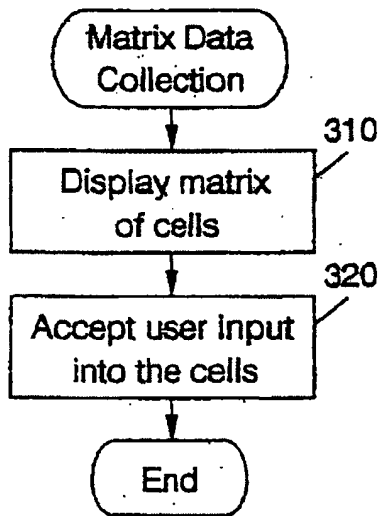 Matrix Data
Collection
310
Display matrix
of cells
320
Accept user input
into the cells
End